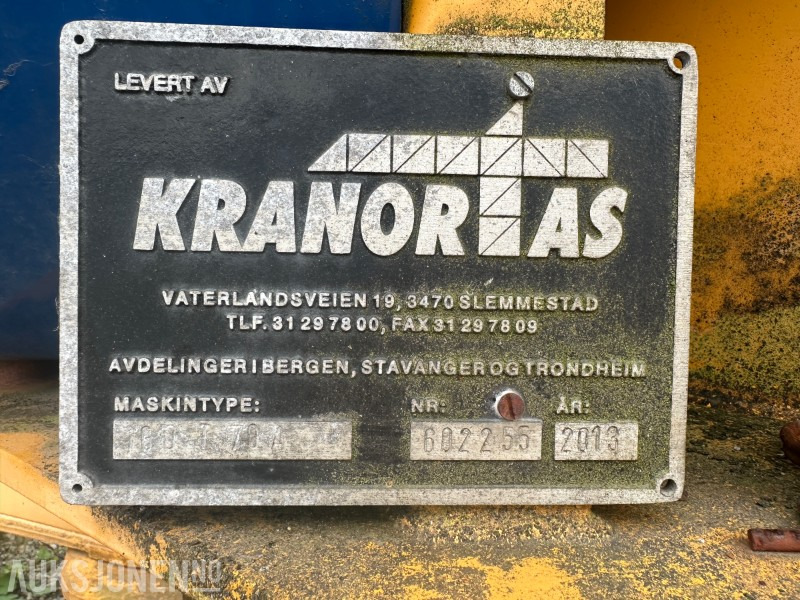 LEVERT AV
KRANOR AS
VATERLANDSVEIEN 19, 3470 SLEMMESTAD
TLF. 31 29 78 00, FAX 31 29 78 09
AVDELINGER I BERGEN, STAVANGER OG TRONDHEIM
MASKINTYPE: NR: ÅR:
602255 2013
AUKSJONEN.NO